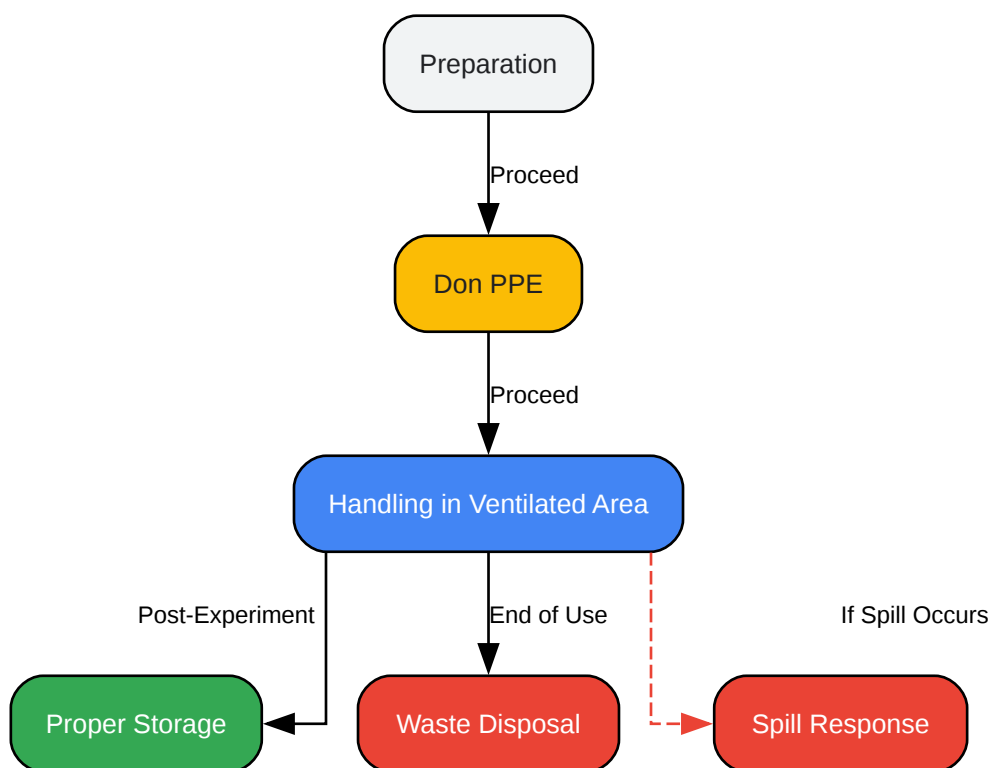 Preparation
Proceed
Don PPE
Proceed
Handling in Ventilated Area
Post-Experiment
End of Use
If Spill Occurs
Proper Storage
Waste Disposal
Spill Response